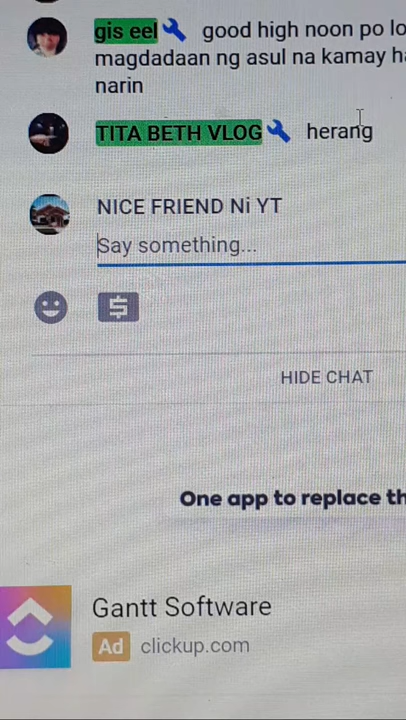 gis eel good high noon po lo
magdadaan ng asul na kamay ha
narin
TITA BETH VLOG herang
NICE FRIEND Ni YT
Say something...
HIDE CHAT
One app to replace th
Gantt Software
Ad clickup.com